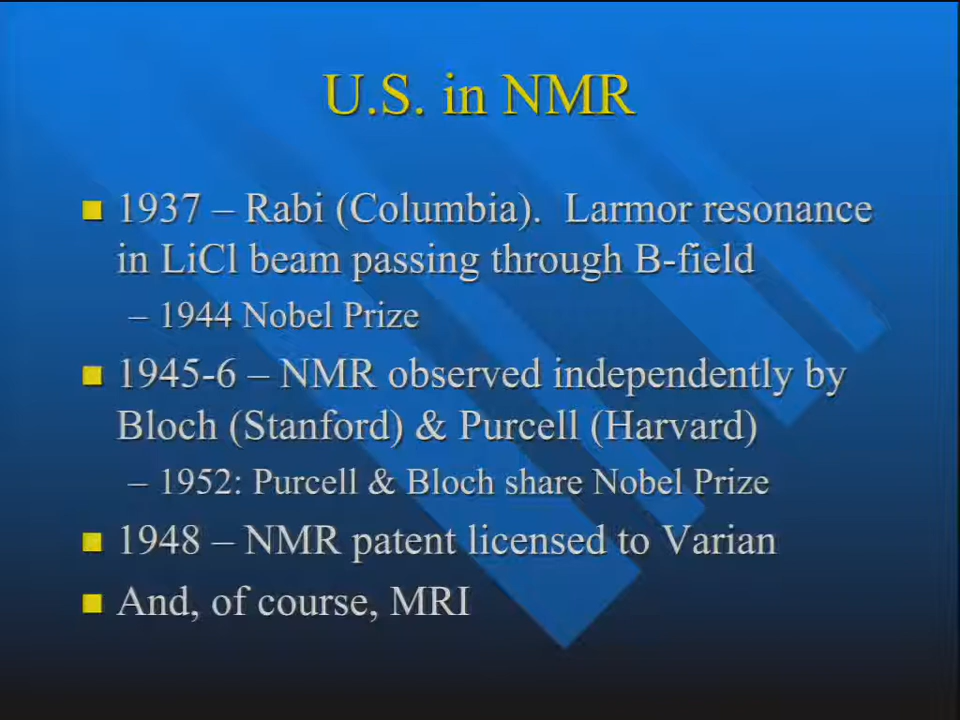 U.S. in NMR
1937 – Rabi (Columbia). Larmor resonance
in LiCl beam passing through B-field
– 1944 Nobel Prize
1945-6 – NMR observed independently by
Bloch (Stanford) & Purcell (Harvard)
– 1952: Purcell & Bloch share Nobel Prize
1948 – NMR patent licensed to Varian
And, of course, MRI